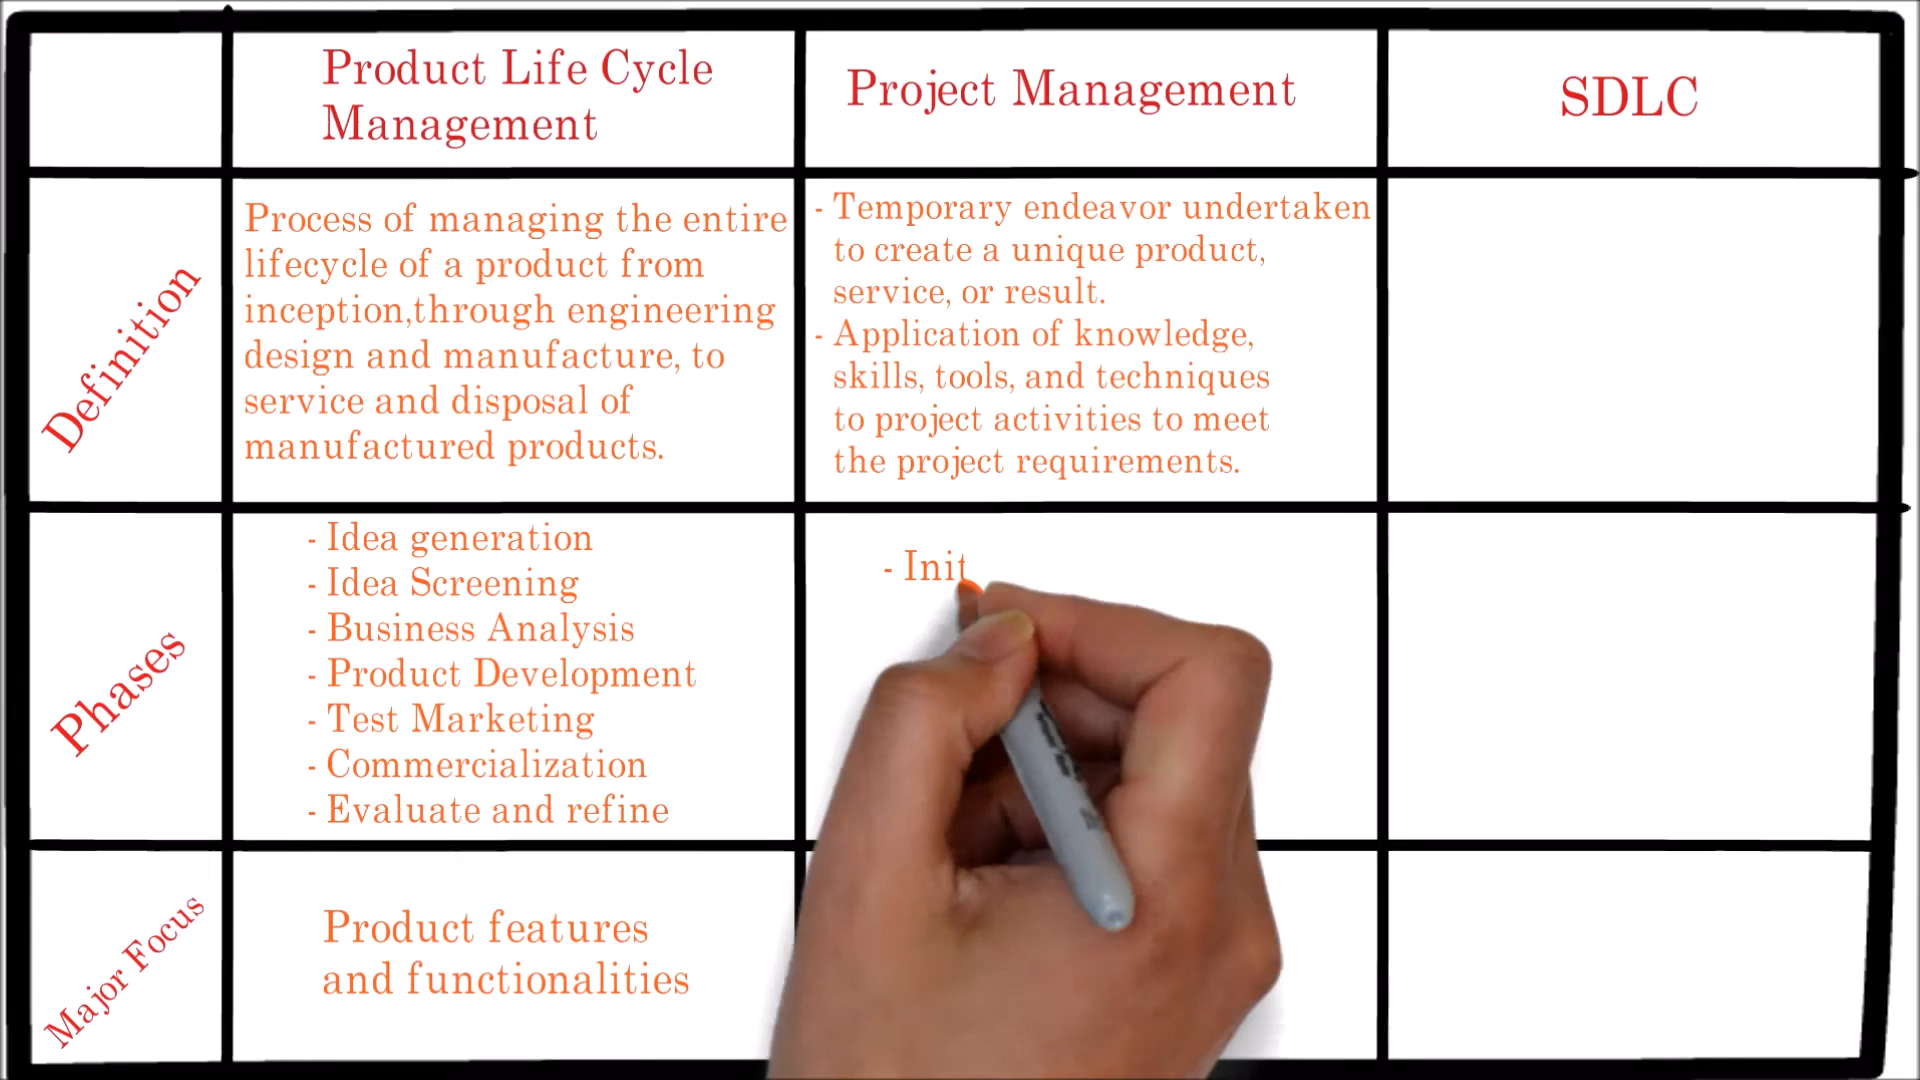 Product Life Cycle
Management
Project Management
SDLC
Definition
Process of managing the entire
lifecycle of a product from
inception,through engineering
design and manufacture, to
service and disposal of
manufactured products.
- Temporary endeavor undertaken
to create a unique product,
service, or result.
- Application of knowledge,
skills, tools, and techniques
to project activities to meet
the project requirements.
Phases
- Idea generation
- Idea Screening
- Business Analysis
- Product Development
- Test Marketing
- Commercialization
- Evaluate and refine
- Init
Major Focus
Product features
and functionalities